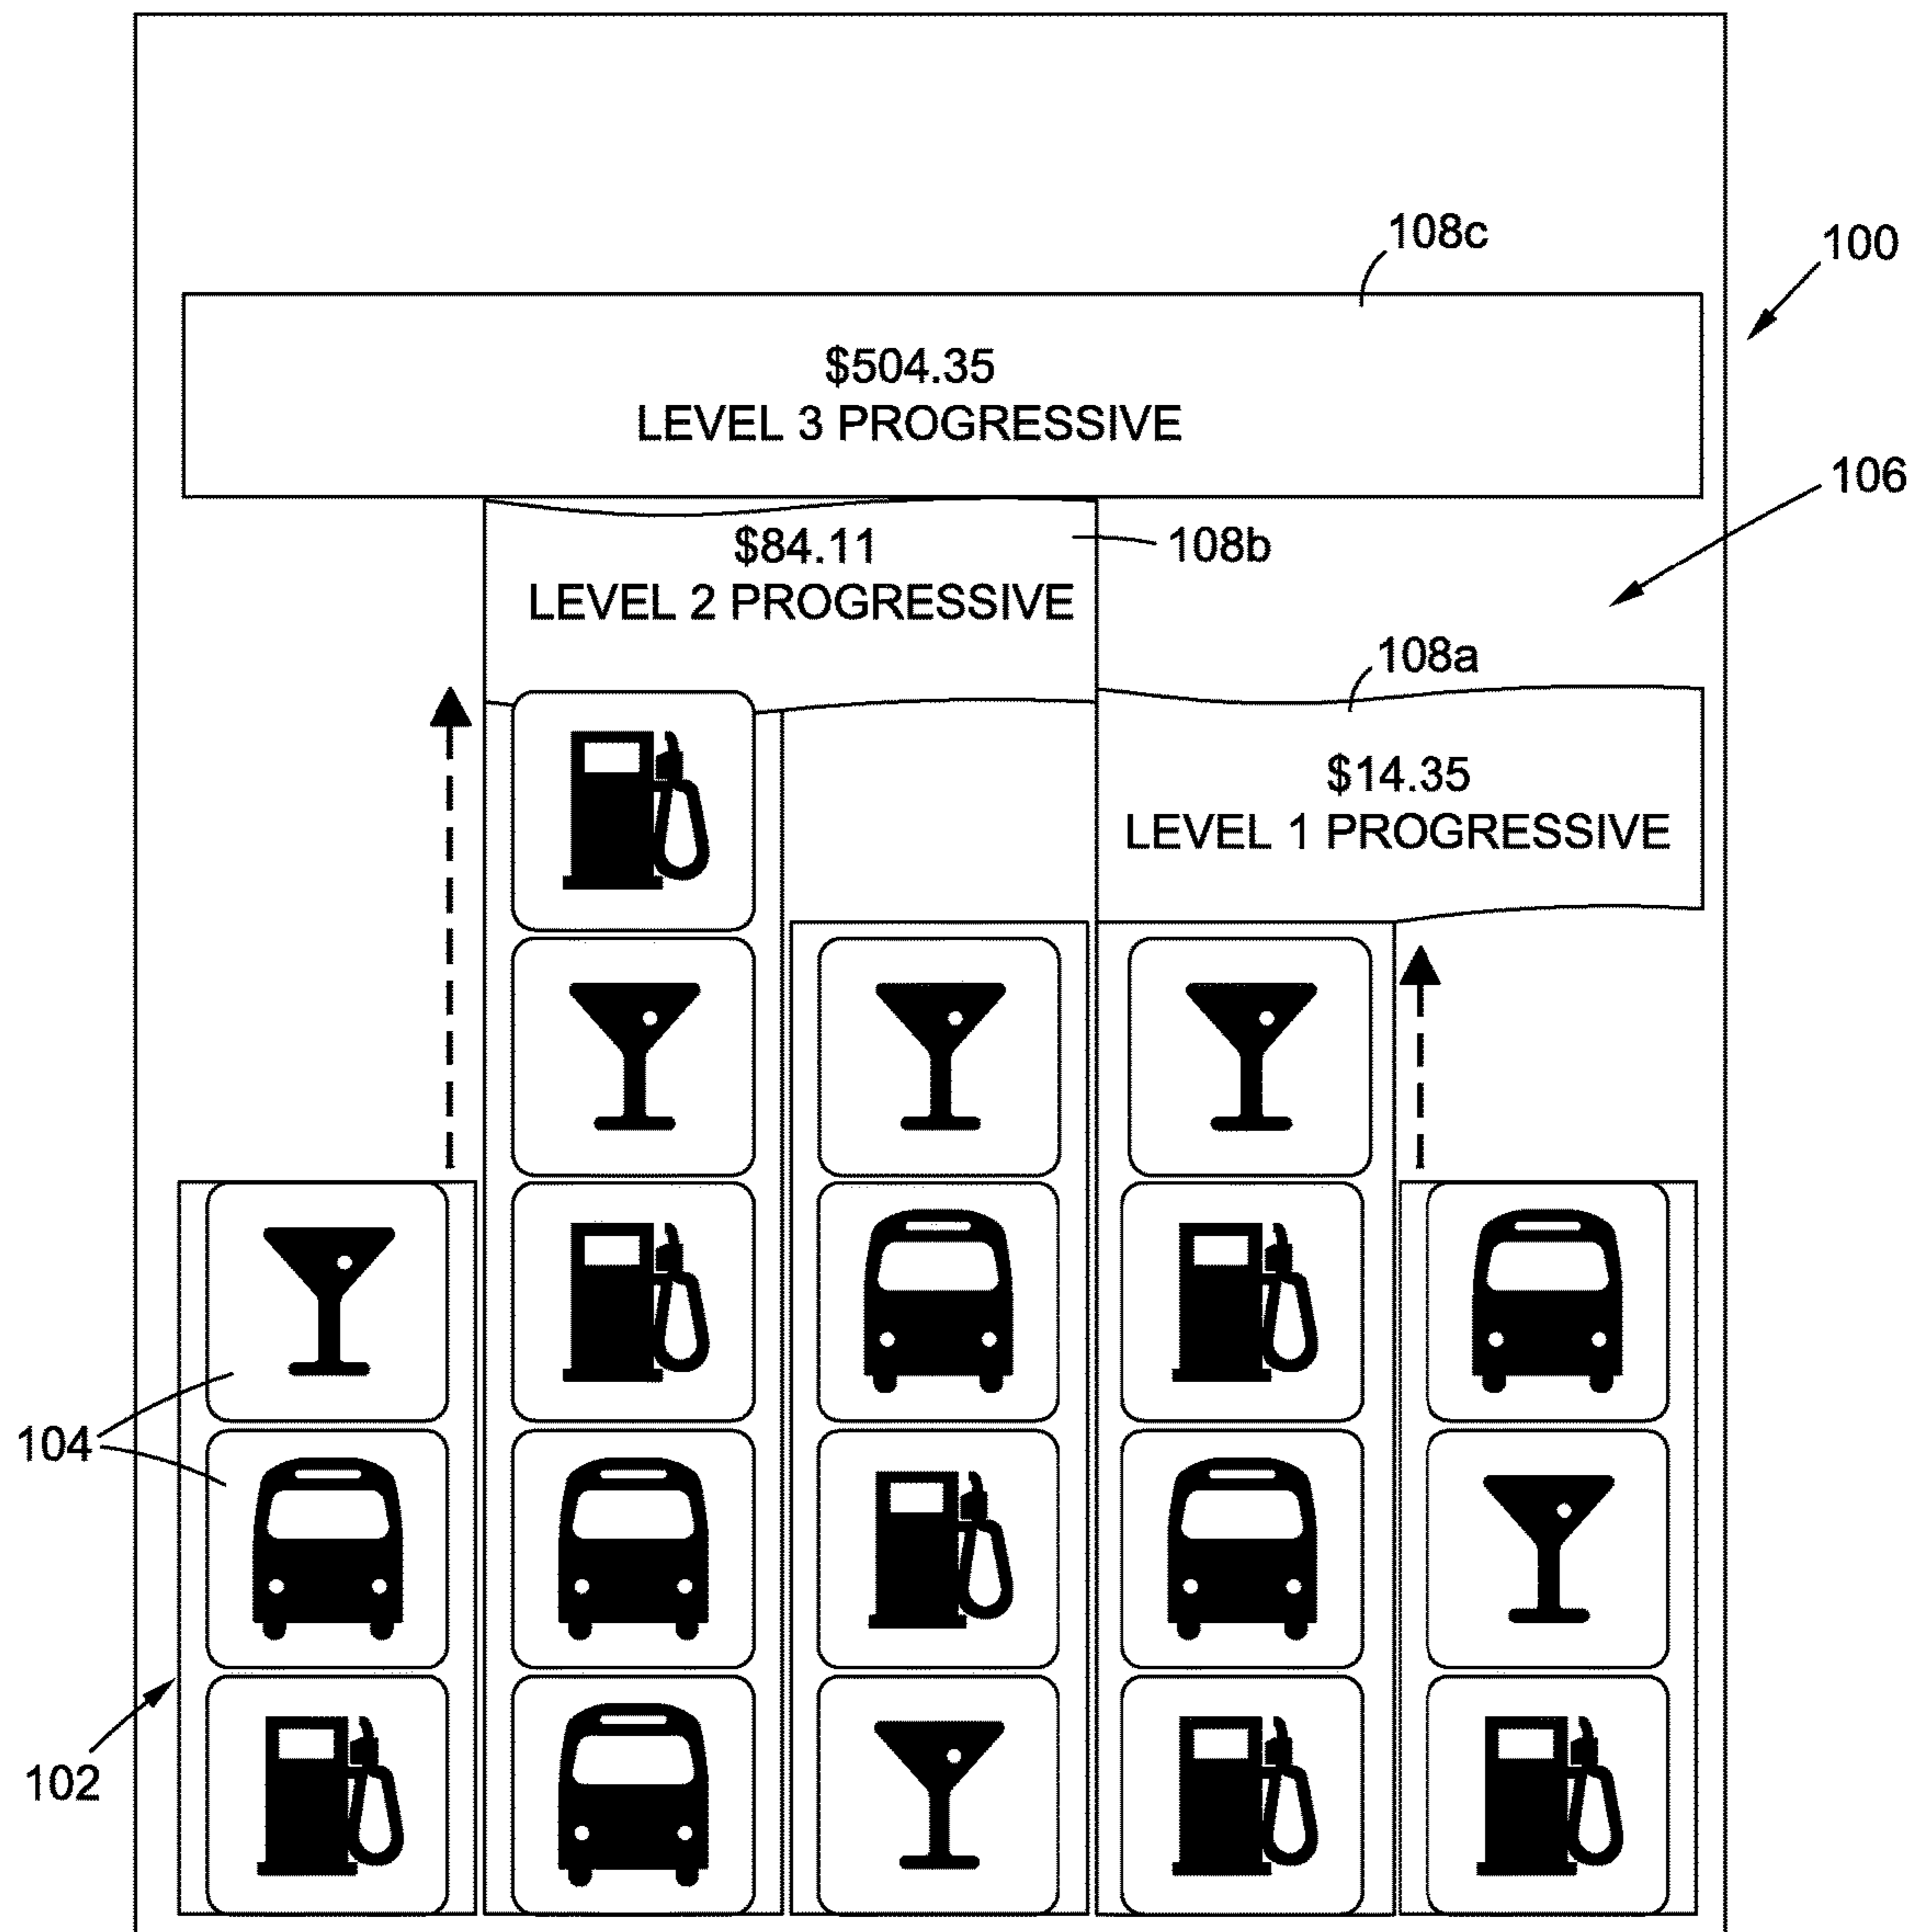 108c
100
$504.35
LEVEL 3 PROGRESSIVE
106
$84.11
108b
LEVEL 2 PROGRESSIVE
108a
$14.35
LEVEL 1 PROGRESSIVE
104
102